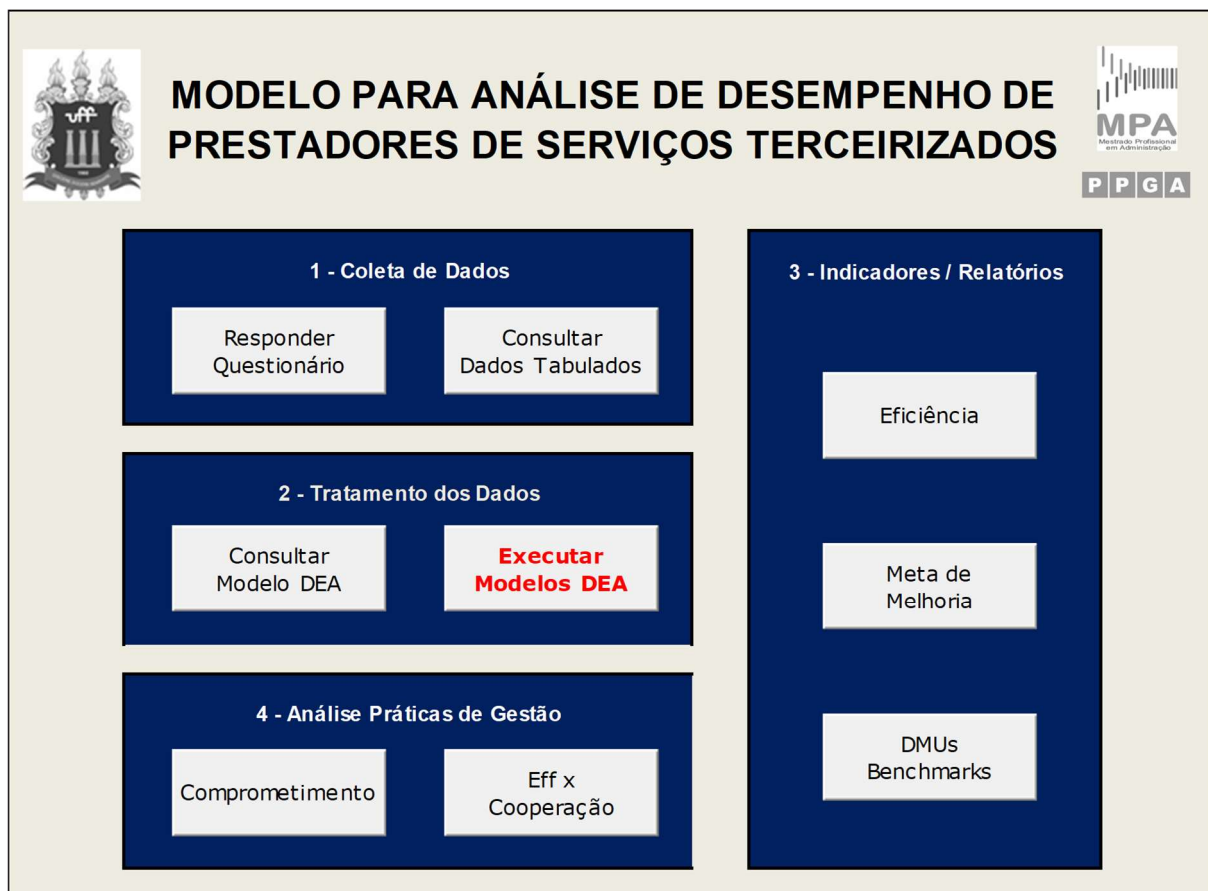 uff
MODELO PARA ANÁLISE DE DESEMPENHO DE
PRESTADORES DE SERVIÇOS TERCEIRIZADOS
MPA
Mestrado Profissional
em Administração
PPGA
1 - Coleta de Dados
Responder
Questionário
Consultar
Dados Tabulados
2 - Tratamento dos Dados
Consultar
Modelo DEA
Executar
Modelos DEA
4 - Análise Práticas de Gestão
Comprometimento
Eff x
Cooperação
3 - Indicadores / Relatórios
Eficiência
Meta de
Melhoria
DMUs
Benchmarks